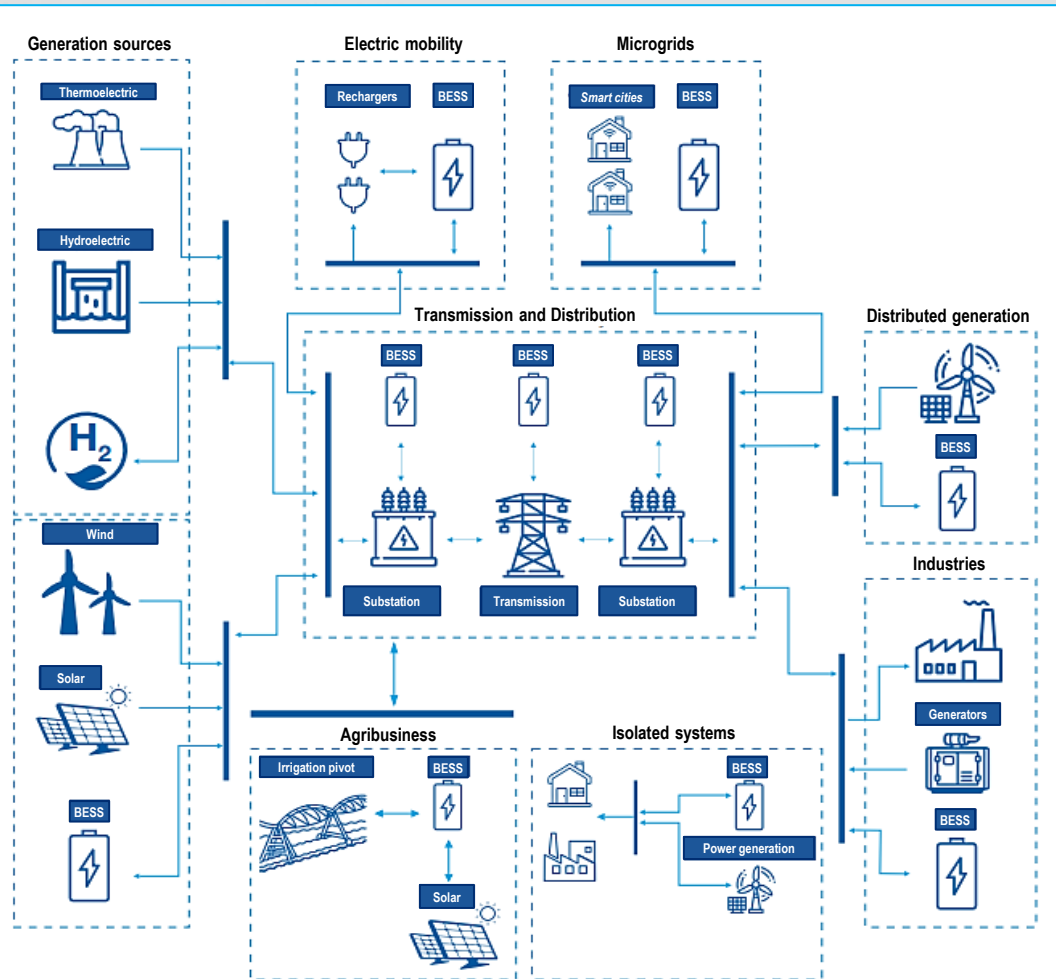 Generation sources
Thermoelectric
Hydroelectric
H2
Wind
Solar
BESS
Electric mobility
Rechargers
BESS
Microgrids
Smart cities
BESS
Transmission and Distribution
BESS
BESS
BESS
Substation
Transmission
Substation
Distributed generation
BESS
Industries
Generators
BESS
Agribusiness
Irrigation pivot
BESS
Solar
Isolated systems
BESS
Power generation